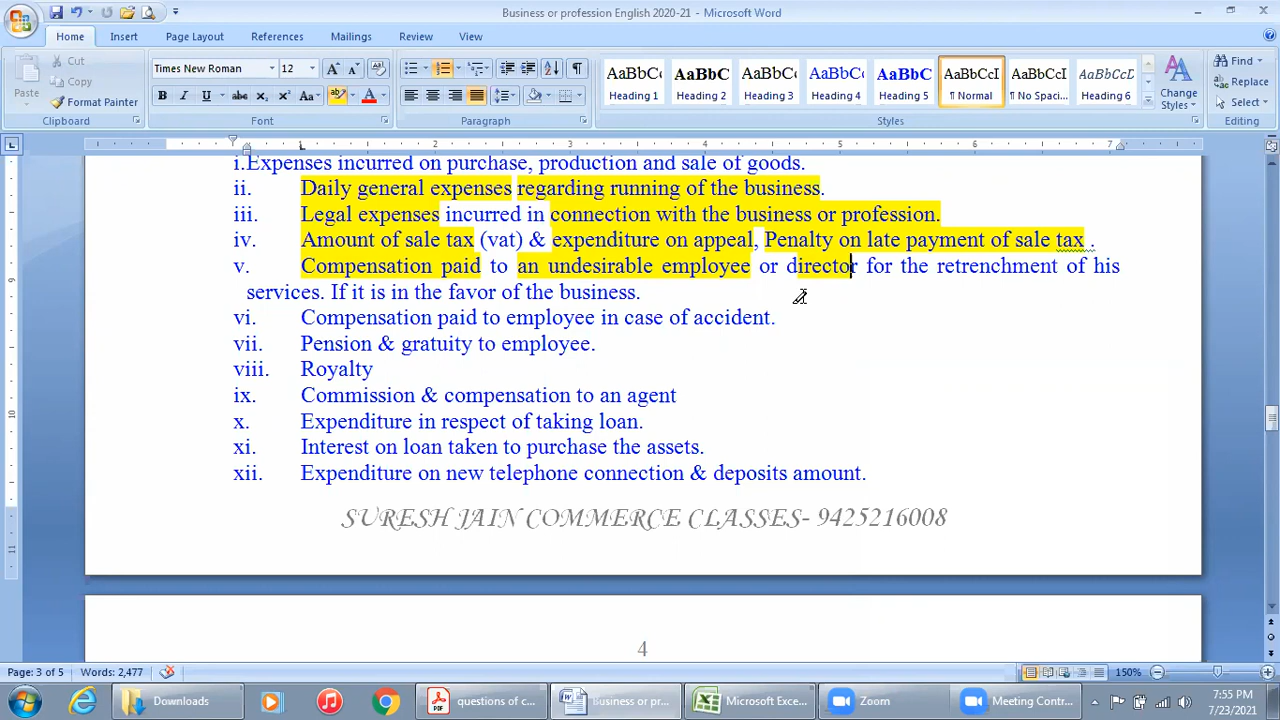 Business or profession English 2020-21 - Microsoft Word
Home Insert Page Layout References Mailings Review View
Paste Cut Copy Format Painter Clipboard
Times New Roman 12 Font
Paragraph
AaBbCc AaBbC AaBbCc AaBbCc AaBbC AaBbCcI AaBbCcI AaBbCcD
Heading 1 Heading 2 Heading 3 Heading 4 Heading 5 ¶ Normal ¶ No Spaci... Heading 6
Change Styles Styles
Find Replace Select Editing
i.Expenses incurred on purchase, production and sale of goods.
ii. Daily general expenses regarding running of the business.
iii. Legal expenses incurred in connection with the business or profession.
iv. Amount of sale tax (vat) & expenditure on appeal, Penalty on late payment of sale tax .
v. Compensation paid to an undesirable employee or director for the retrenchment of his
services. If it is in the favor of the business.
vi. Compensation paid to employee in case of accident.
vii. Pension & gratuity to employee.
viii. Royalty
ix. Commission & compensation to an agent
x. Expenditure in respect of taking loan.
xi. Interest on loan taken to purchase the assets.
xii. Expenditure on new telephone connection & deposits amount.
SURESH JAIN COMMERCE CLASSES- 9425216008
4
Page: 3 of 5 Words: 2,477 150%
Downloads questions of c... Business or pr... Microsoft Exce... Zoom Meeting Contr...
7:55 PM
7/23/2021